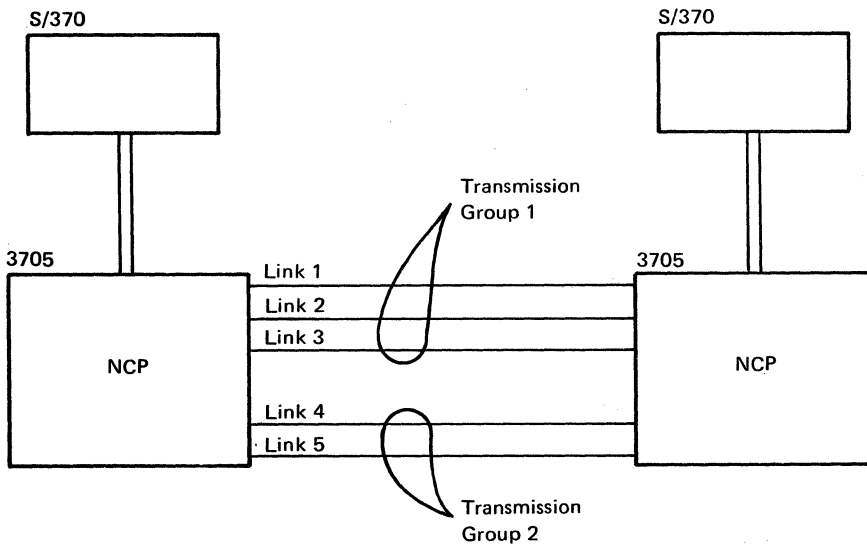 S/370
S/370
Transmission
Group 1
3705
3705
Link 1
Link 2
Link 3
NCP
NCP
Link 4
Link 5
Transmission
Group 2